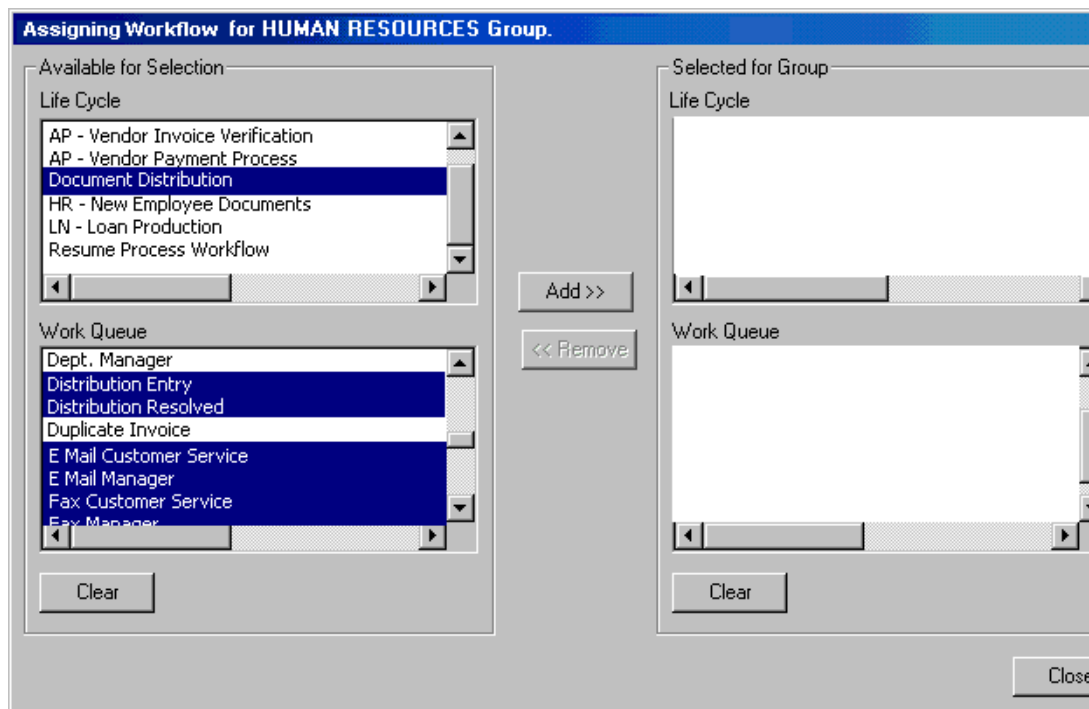 Assigning Workflow for HUMAN RESOURCES Group.
Available for Selection
Life Cycle
AP - Vendor Invoice Verification
AP - Vendor Payment Process
Document Distribution
HR - New Employee Documents
LN - Loan Production
Resume Process Workflow
Work Queue
Dept. Manager
Distribution Entry
Distribution Resolved
Duplicate Invoice
E Mail Customer Service
E Mail Manager
Fax Customer Service
Fax Manager
Clear
Add >>
<< Remove
Selected for Group
Life Cycle
Work Queue
Clear
Close